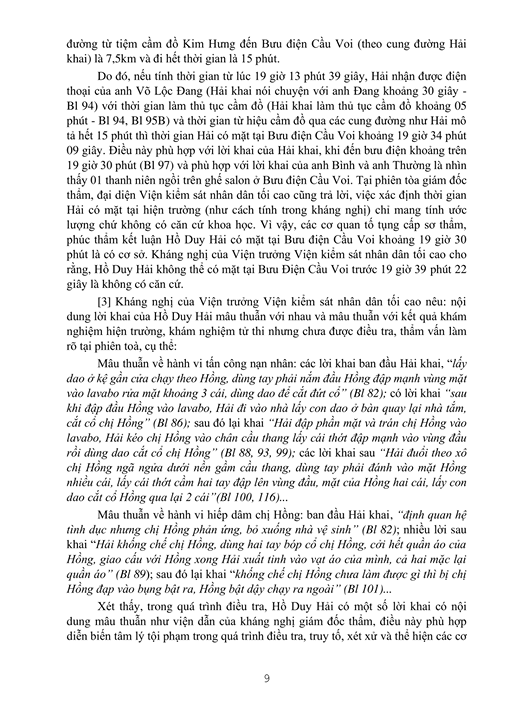 đường từ tiệm cầm đồ Kim Hưng đến Bưu điện Cầu Voi (theo cung đường Hải
khai) là 7,5km và đi hết thời gian là 15 phút.
Do đó, nếu tính thời gian từ lúc 19 giờ 13 phút 39 giây, Hải nhận được điện
thoại của anh Võ Lộc Đang (Hải khai nói chuyện với anh Đang khoảng 30 giây -
Bl 94) với thời gian làm thủ tục cầm đồ (Hải khai làm thủ tục cầm đồ khoảng 05
phút - Bl 94, Bl 95B) và thời gian từ hiệu cầm đồ qua các cung đường như Hải mô
tả hết 15 phút thì thời gian Hải có mặt tại Bưu điện Cầu Voi khoảng 19 giờ 34 phút
09 giây. Điều này phù hợp với lời khai của Hải khai, khi đến bưu điện khoảng trên
19 giờ 30 phút (Bl 97) và phù hợp với lời khai của anh Bình và anh Thường là nhìn
thấy 01 thanh niên ngồi trên ghế salon ở Bưu điện Cầu Voi. Tại phiên tòa giám đốc
thẩm, đại diện Viện kiểm sát nhân dân tối cao cũng trả lời, việc xác định thời gian
Hải có mặt tại hiện trường (như cách tính trong kháng nghị) chỉ mang tính ước
lượng chứ không có căn cứ khoa học. Vì vậy, các cơ quan tố tụng cấp sơ thẩm,
phúc thẩm kết luận Hồ Duy Hải có mặt tại Bưu điện Cầu Voi khoảng 19 giờ 30
phút là có cơ sở. Kháng nghị của Viện trưởng Viện kiểm sát nhân dân tối cao cho
rằng, Hồ Duy Hải không thể có mặt tại Bưu Điện Cầu Voi trước 19 giờ 39 phút 22
giây là không có căn cứ.
[3] Kháng nghị của Viện trưởng Viện kiểm sát nhân dân tối cao nêu: nội
dung lời khai của Hồ Duy Hải mâu thuẫn với nhau và mâu thuẫn với kết quả khám
nghiệm hiện trường, khám nghiệm tử thi nhưng chưa được điều tra, thẩm vấn làm
rõ tại phiên toà, cụ thể:
Mâu thuẫn về hành vi tấn công nạn nhân: các lời khai ban đầu Hải khai, “lấy
dao ở kệ gần cửa chạy theo Hồng, dùng tay phải nắm đầu Hồng đập mạnh vùng mặt
vào lavabo rửa mặt khoảng 3 cái, dùng dao để cắt đứt cổ” (Bl 82); có lời khai “sau
khi đập đầu Hồng vào lavabo, Hải đi vào nhà lấy con dao ở bàn quay lại nhà tắm,
cắt cổ chị Hồng” (Bl 86); sau đó lại khai “Hải đập phần mặt và trán chị Hồng vào
lavabo, Hải kéo chị Hồng vào chân cầu thang lấy cái thớt đập mạnh vào vùng đầu
rồi dùng dao cắt cổ chị Hồng” (Bl 88, 93, 99); các lời khai sau “Hải đuổi theo xô
chị Hồng ngã ngửa dưới nền gầm cầu thang, dùng tay phải đánh vào mặt Hồng
nhiều cái, lấy cái thớt cầm hai tay đập lên vùng đầu, mặt của Hồng hai cái, lấy con
dao cắt cổ Hồng qua lại 2 cái”(Bl 100, 116)...
Mâu thuẫn về hành vi hiếp dâm chị Hồng: ban đầu Hải khai, “định quan hệ
tình dục nhưng chị Hồng phản ứng, bỏ xuống nhà vệ sinh” (Bl 82); nhiều lời sau
khai “Hải khống chế chị Hồng, dùng hai tay bóp cổ chị Hồng, cởi hết quần áo của
Hồng, giao cấu với Hồng xong Hải xuất tinh vào vạt áo của mình, cả hai mặc lại
quần áo” (Bl 89); sau đó lại khai “khống chế chị Hồng chưa làm được gì thì bị chị
Hồng đạp vào bụng bật ra, Hồng bật dậy chạy ra ngoài” (Bl 101)...
Xét thấy, trong quá trình điều tra, Hồ Duy Hải có một số lời khai có nội
dung mâu thuẫn như viện dẫn của kháng nghị giám đốc thẩm, điều này phù hợp
diễn biến tâm lý tội phạm trong quá trình điều tra, truy tố, xét xử và thể hiện các cơ
9